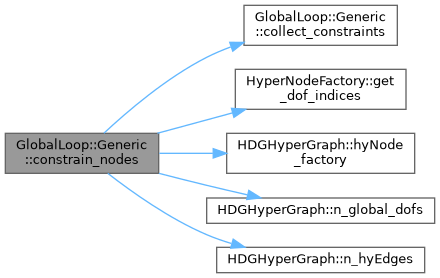 GlobalLoop::Generic
::constrain_nodes
GlobalLoop::Generic
::collect_constraints
HyperNodeFactory::get
_dof_indices
HDGHyperGraph::hyNode
_factory
HDGHyperGraph::n_global_dofs
HDGHyperGraph::n_hyEdges